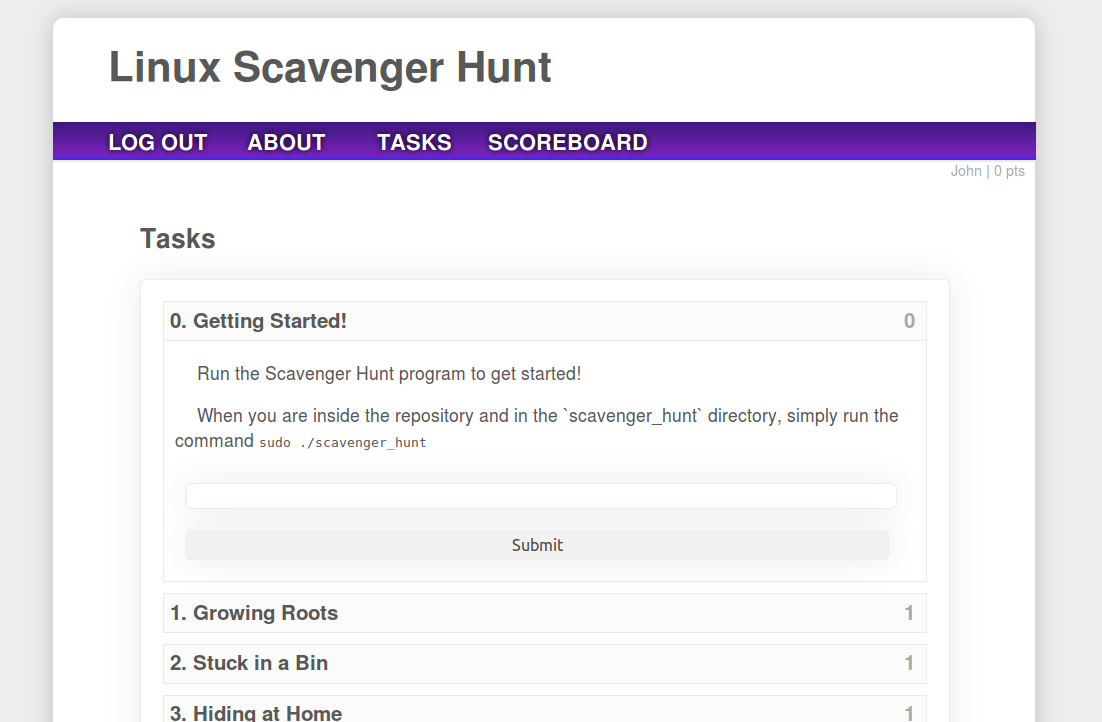 Linux Scavenger Hunt
LOG OUT ABOUT TASKS SCOREBOARD
John | 0 pts
Tasks
0. Getting Started! 0
Run the Scavenger Hunt program to get started!
When you are inside the repository and in the `scavenger_hunt` directory, simply run the
command sudo ./scavenger_hunt
Submit
1. Growing Roots 1
2. Stuck in a Bin 1
3. Hiding at Home 1